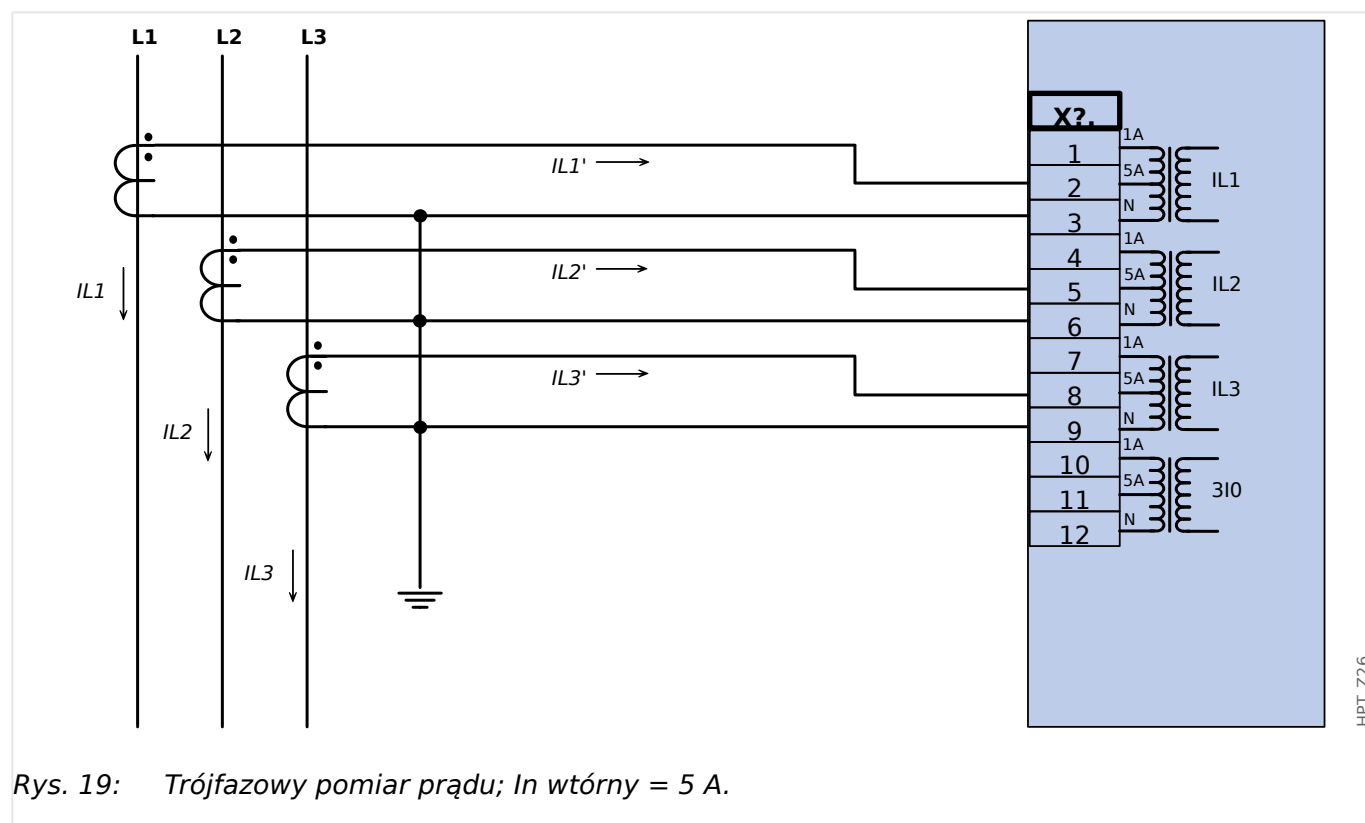 L1 L2 L3
X?.
1A
1
IL1'
5A
IL1
2
N
3
1A
4
IL2'
5A
IL2
IL1
5
N
6
1A
7
IL3'
5A
IL3
8
N
IL2
9
1A
10
5A
3I0
11
N
12
IL3
HPT_Z26
Rys. 19: Trójfazowy pomiar prądu; In wtórny = 5 A.